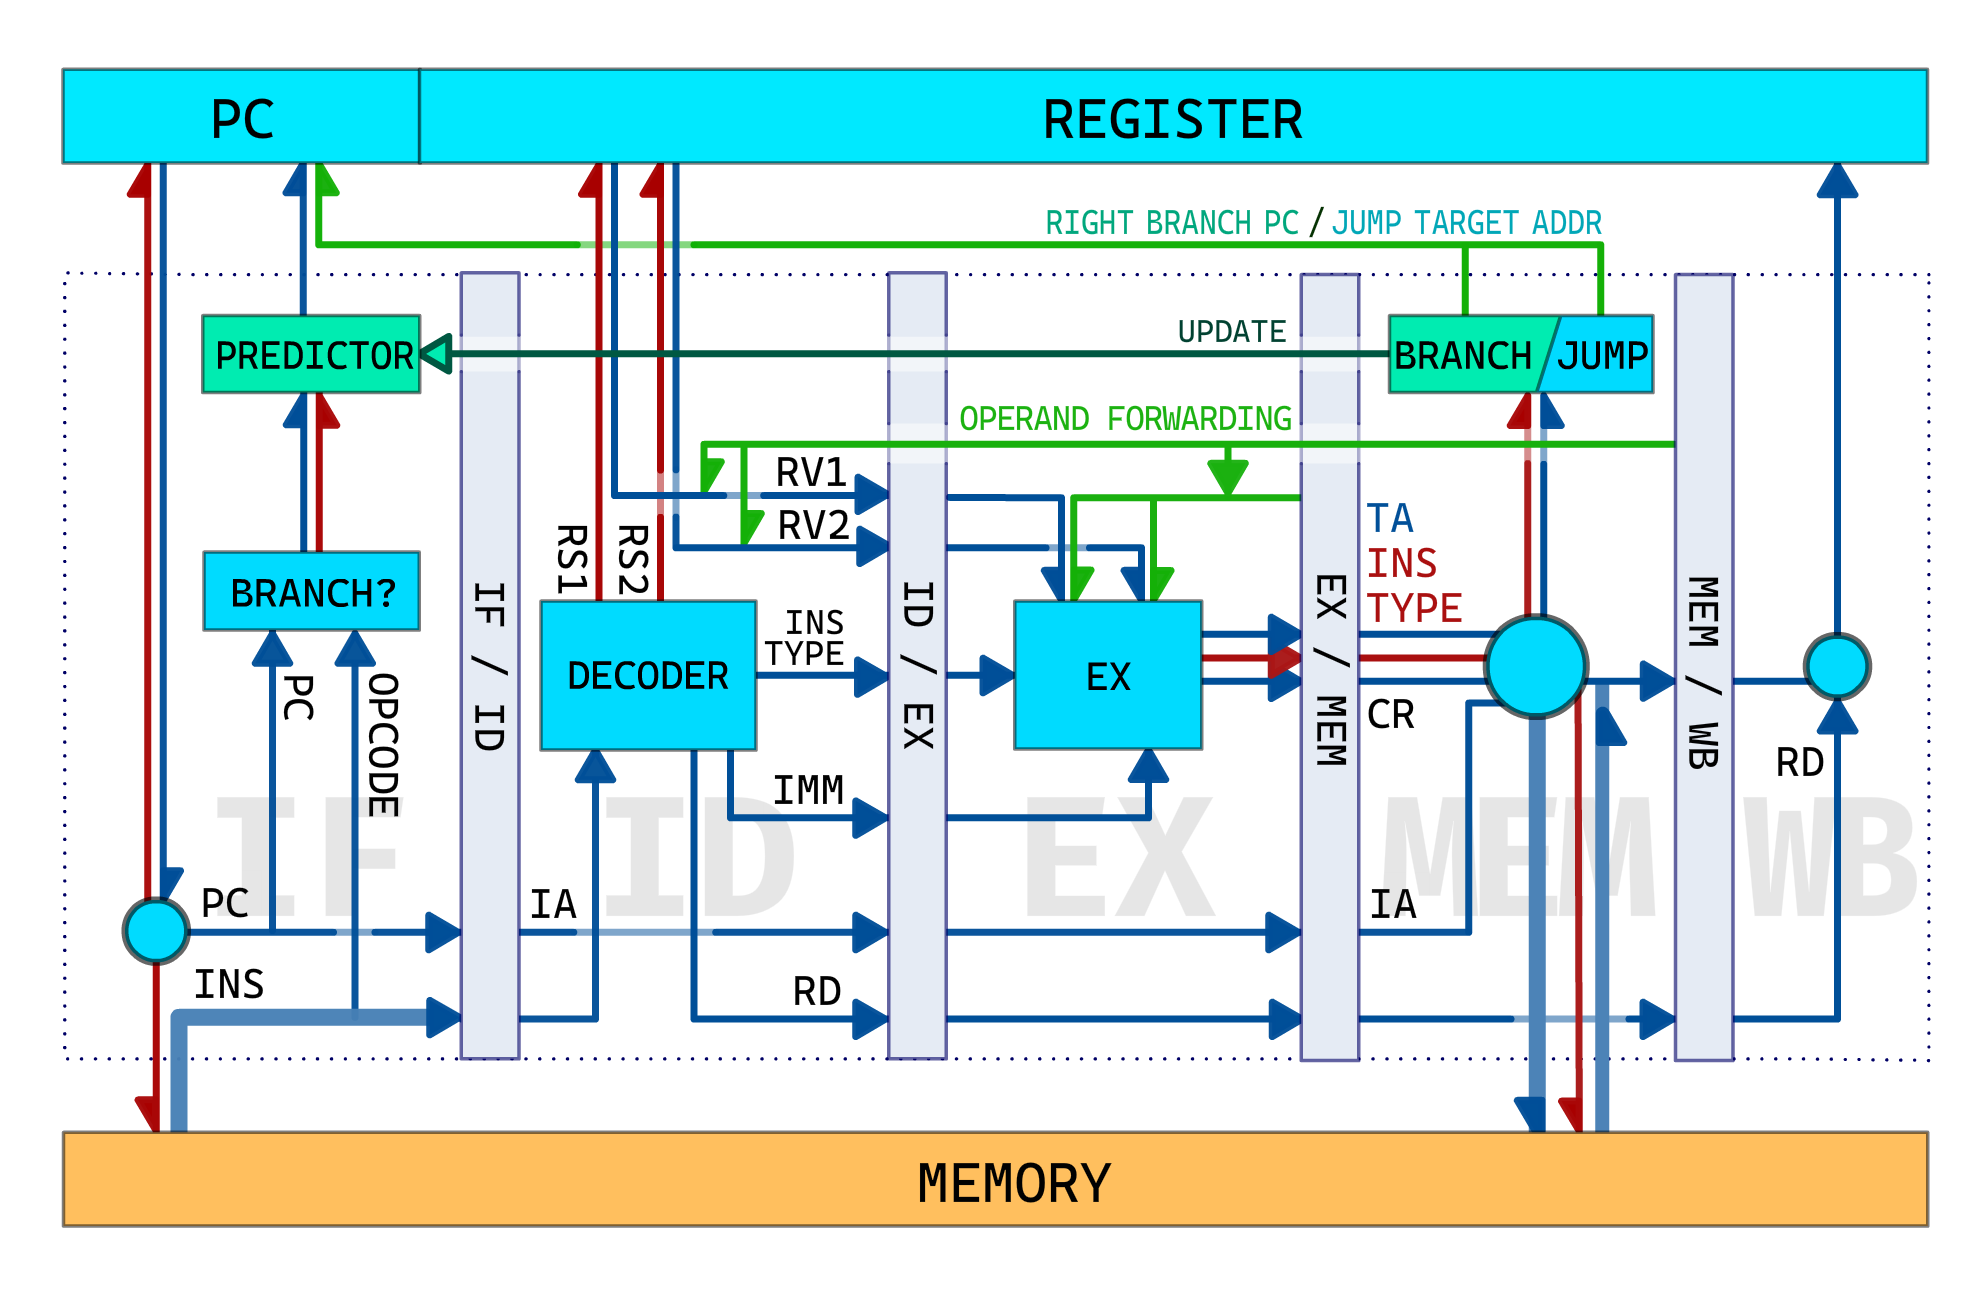 PC
REGISTER
RIGHT BRANCH PC / JUMP TARGET ADDR
UPDATE
PREDICTOR
BRANCH
JUMP
OPERAND FORWARDING
RV1
RV2
RS1
RS2
TA
INS
TYPE
BRANCH?
IF / ID
ID / EX
EX / MEM
MEM / WB
INS
TYPE
DECODER
EX
PC
OPCODE
CR
RD
IMM
IF
ID
EX
MEM
WB
PC
IA
IA
INS
RD
MEMORY